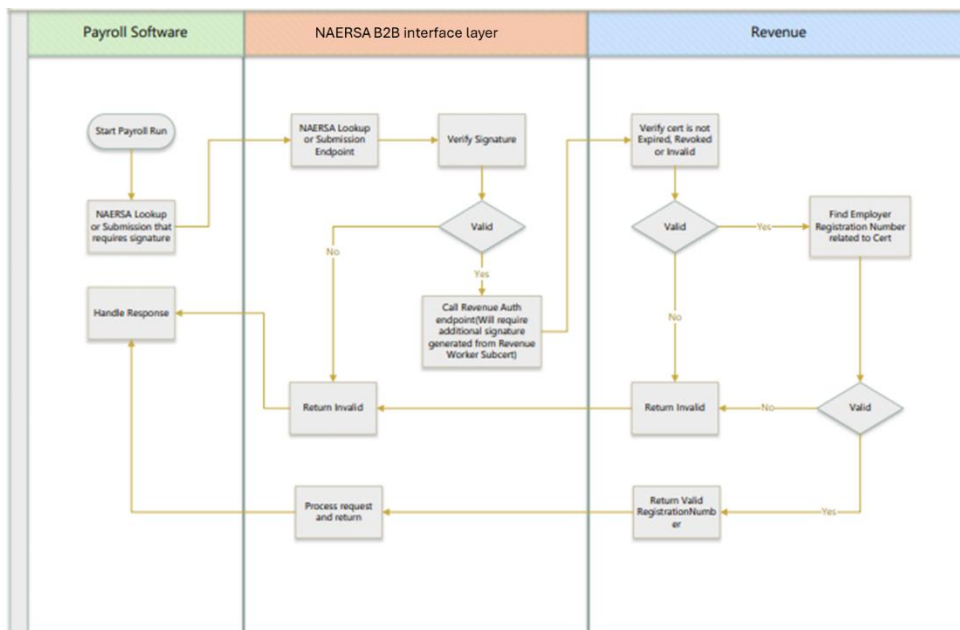 Payroll Software
NAERSA B2B interface layer
Revenue
Start Payroll Run
NAERSA Lookup
or Submission that
requires signature
Handle Response
NAERSA Lookup
or Submission
Endpoint
Verify Signature
Valid
No
Yes
Call Revenue Auth
endpoint(Will require
additional signature
generated from Revenue
Worker Subcert)
Return Invalid
Process request
and return
Verify cert is not
Expired, Revoked
or Invalid
Valid
Yes
Find Employer
Registration Number
related to Cert
No
Return Invalid
No
Valid
Return Valid
RegistrationNumb
er
Yes